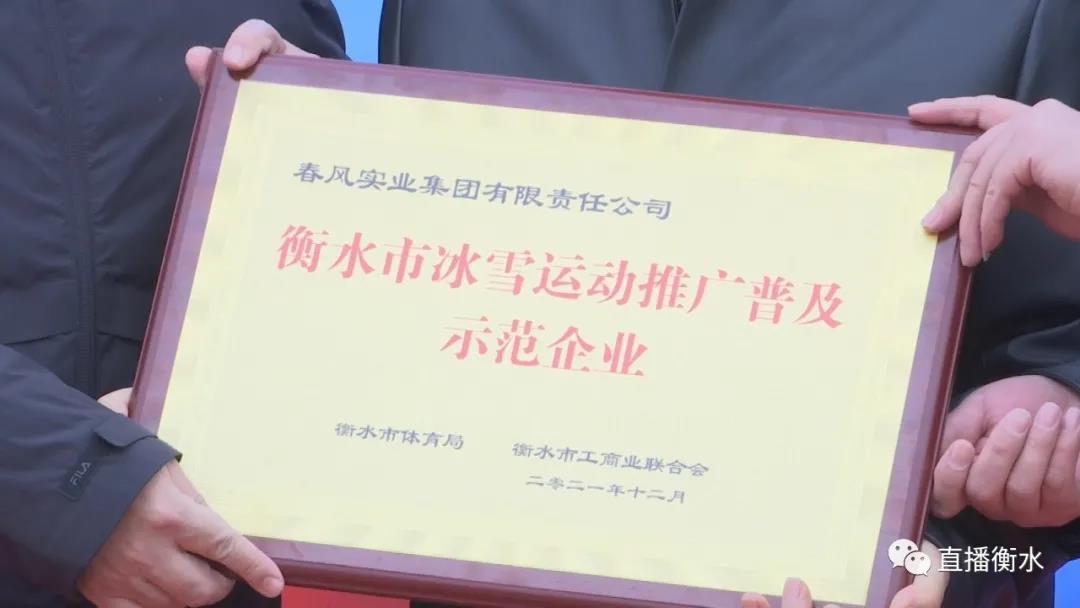 春风实业集团有限责任公司
衡水市冰雪运动推广普及
示范企业
衡水市体育局 衡水市工商业联合会
二零二一年十二月
FILA
直播衡水